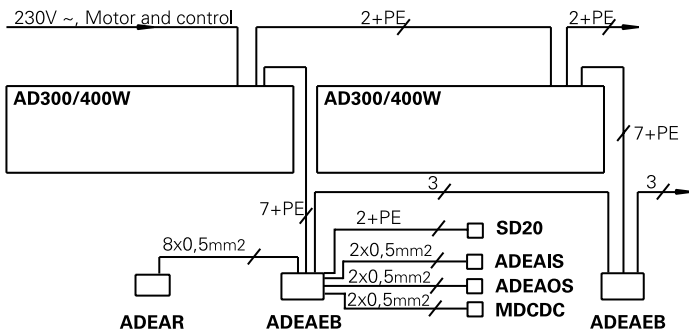 230V ~, Motor and control
2+PE
2+PE
AD300/400W
AD300/400W
7+PE
3
3
7+PE
2+PE
SD20
8x0,5mm2
2x0,5mm2
ADEAIS
2x0,5mm2
ADEAOS
2x0,5mm2
MDCDC
ADEAR
ADEAEB
ADEAEB